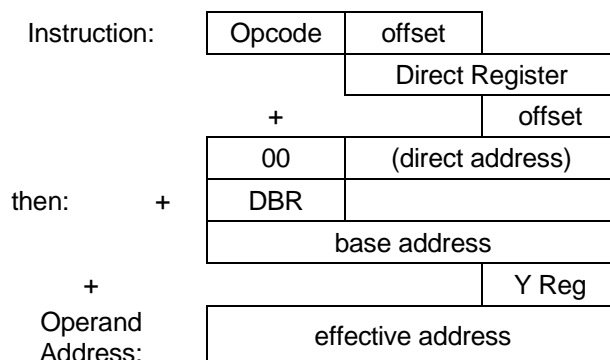 Instruction: Opcode offset
Direct Register
+ offset
00 (direct address)
then: + DBR
base address
+ Y Reg
Operand
Address: effective address